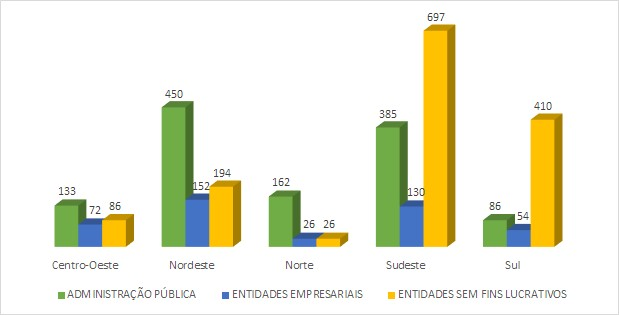 697
450
385
410
194
152
162
133
130
72
86
26
26
86
54
Centro-Oeste
Nordeste
Norte
Sudeste
Sul
ADMINISTRAÇÃO PÚBLICA
ENTIDADES EMPRESARIAIS
ENTIDADES SEM FINS LUCRATIVOS